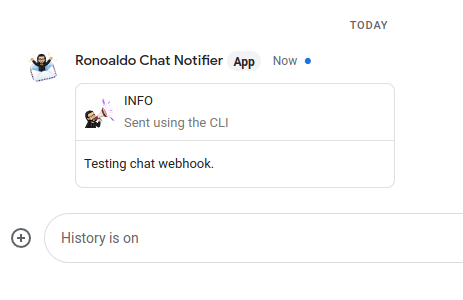 TODAY
Ronoaldo Chat Notifier App Now
INFO
Sent using the CLI
Testing chat webhook.
History is on